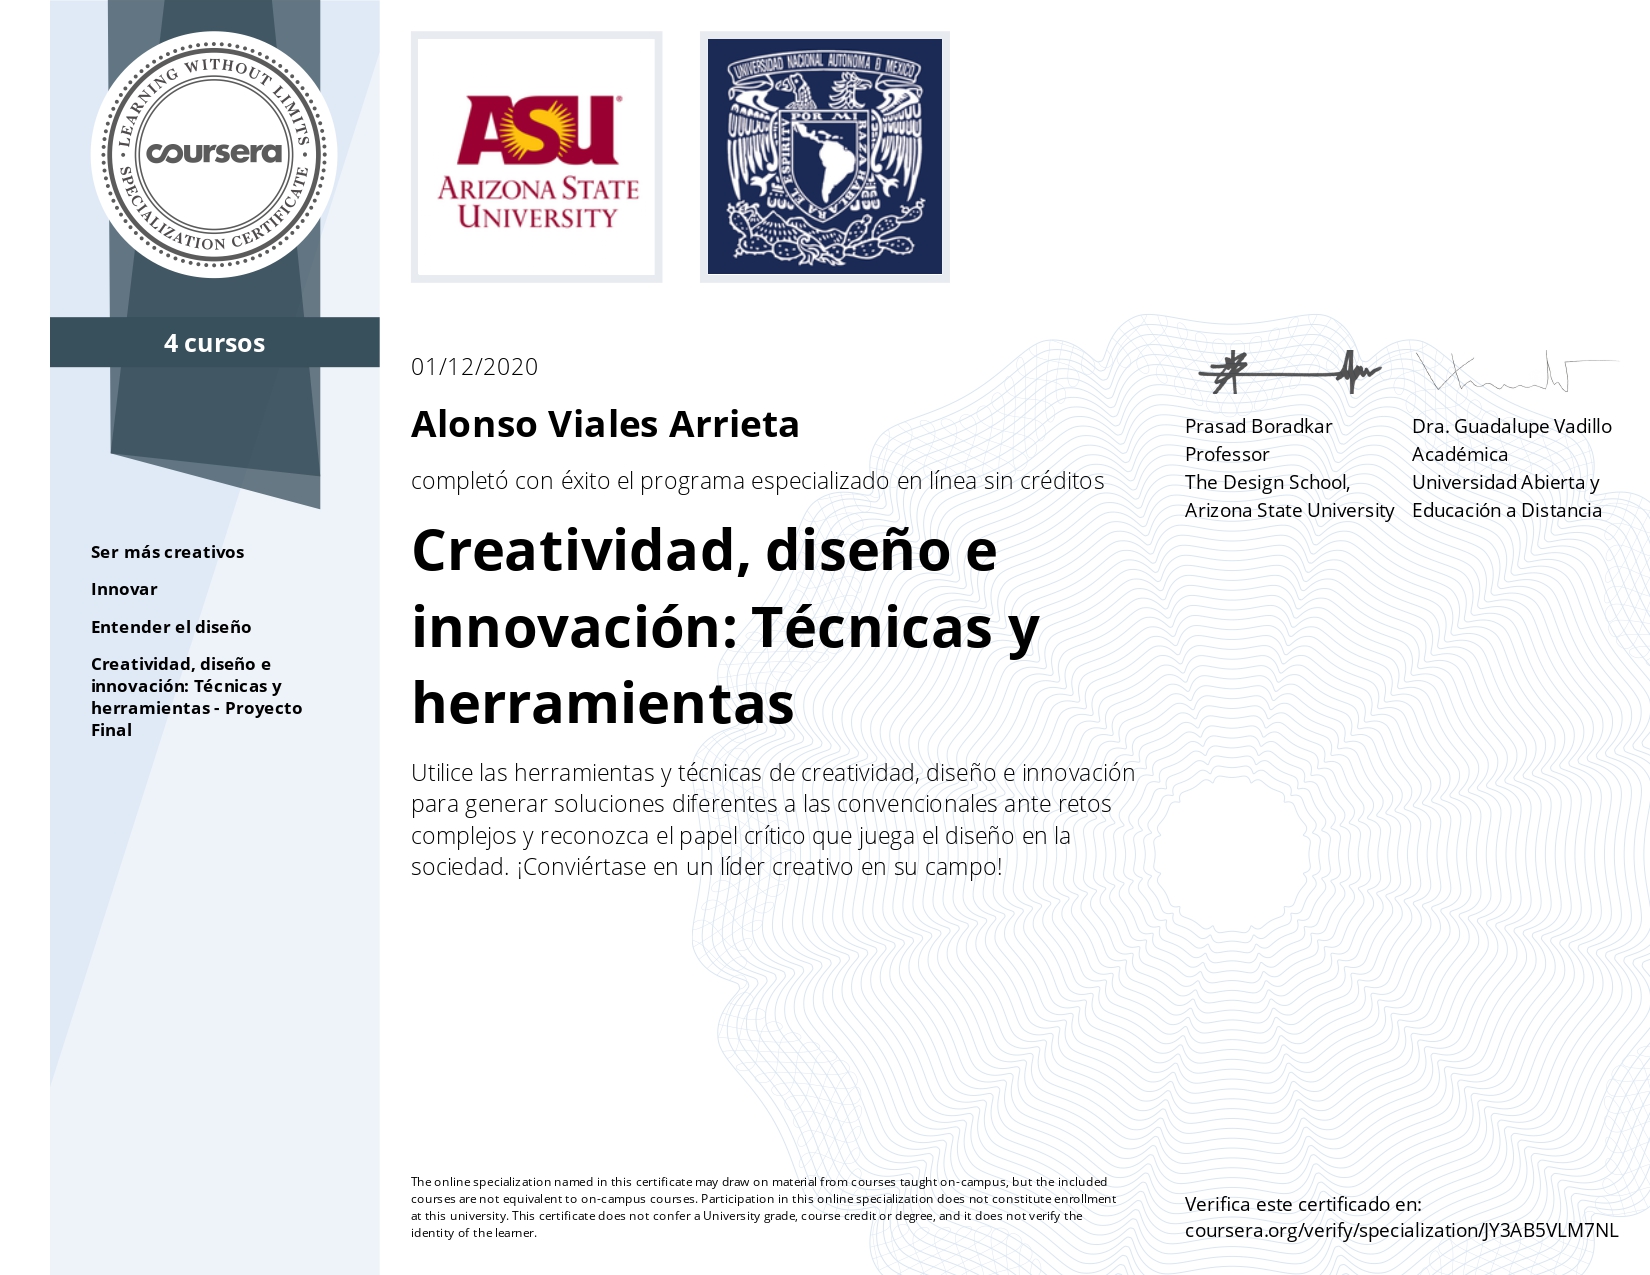 LEARNING WITHOUT LIMITS
coursera
SPECIALIZATION CERTIFICATE
4 cursos
Ser más creativos
Innovar
Entender el diseño
Creatividad, diseño e
innovación: Técnicas y
herramientas - Proyecto
Final
ASU
ARIZONA STATE
UNIVERSITY
UNIVERSIDAD NACIONAL AUTONOMA D MEXICO
POR MI RAZA HABLARA EL ESPIRITU
01/12/2020
Alonso Viales Arrieta
completó con éxito el programa especializado en línea sin créditos
Creatividad, diseño e
innovación: Técnicas y
herramientas
Utilice las herramientas y técnicas de creatividad, diseño e innovación
para generar soluciones diferentes a las convencionales ante retos
complejos y reconozca el papel crítico que juega el diseño en la
sociedad. ¡Conviértase en un líder creativo en su campo!
Prasad Boradkar
Professor
The Design School,
Arizona State University
Dra. Guadalupe Vadillo
Académica
Universidad Abierta y
Educación a Distancia
The online specialization named in this certificate may draw on material from courses taught on-campus, but the included
courses are not equivalent to on-campus courses. Participation in this online specialization does not constitute enrollment
at this university. This certificate does not confer a University grade, course credit or degree, and it does not verify the
identity of the learner.
Verifica este certificado en:
coursera.org/verify/specialization/JY3AB5VLM7NL